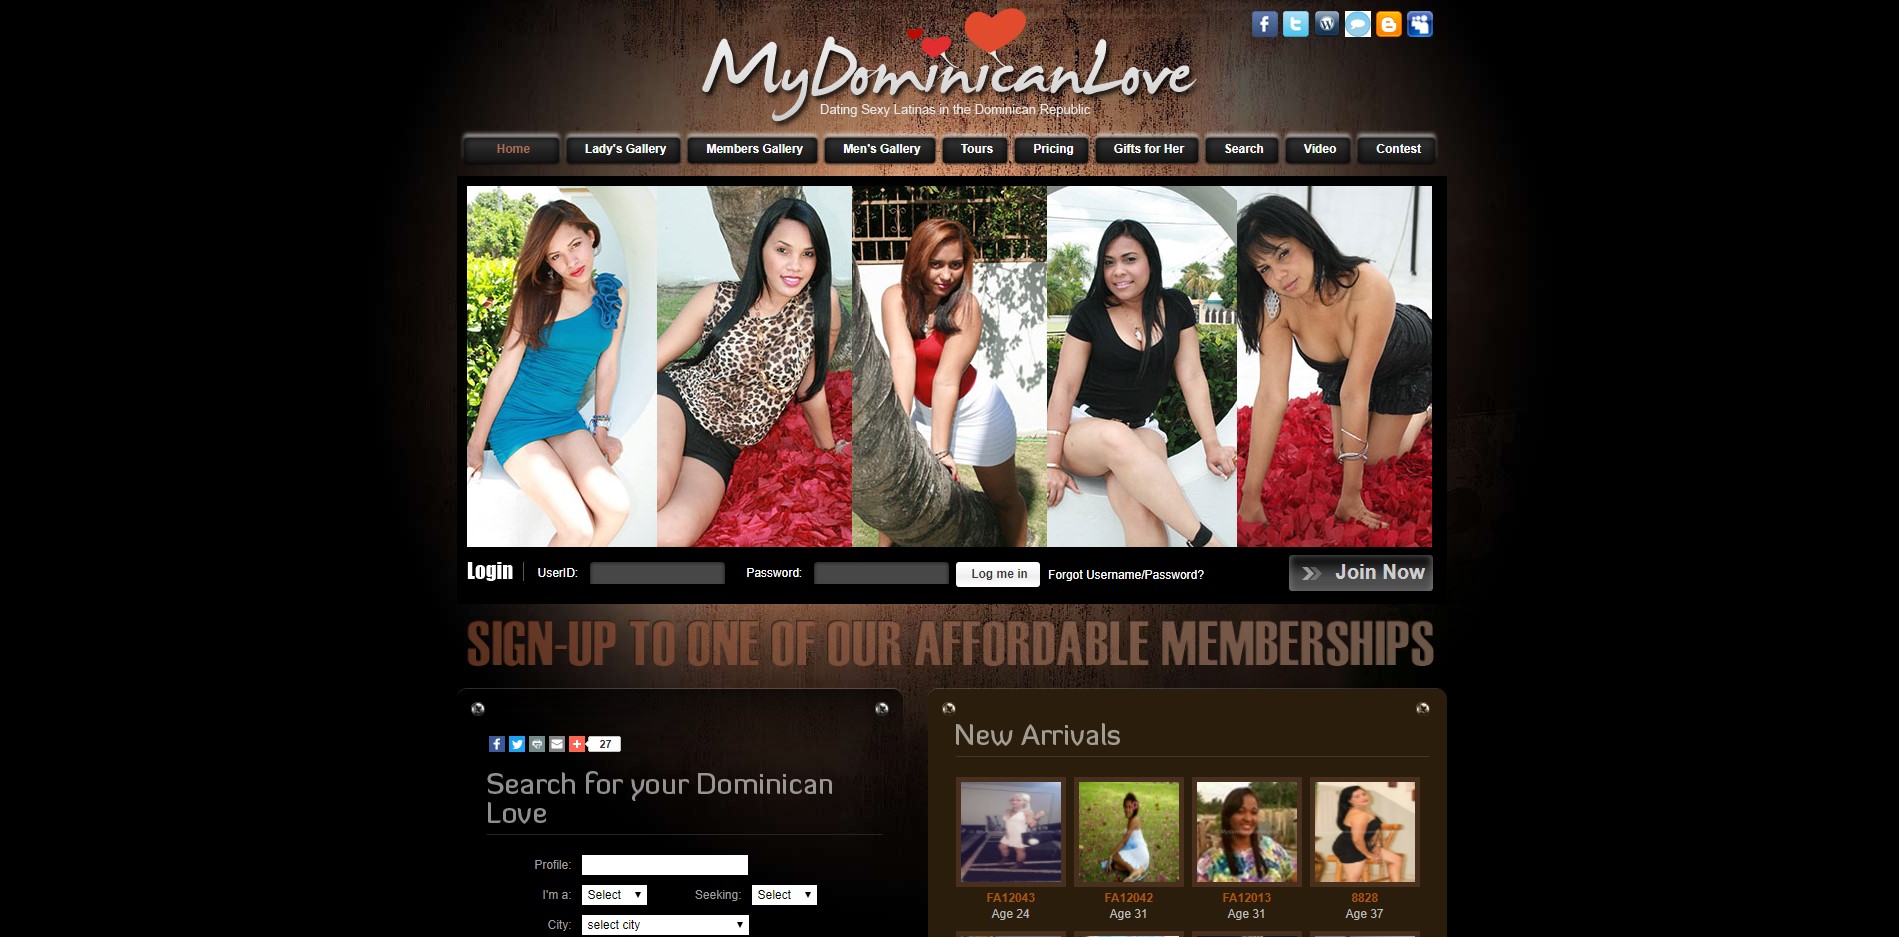 MyDominicanLove
Dating Sexy Latinas in the Dominican Republic
Home
Lady's Gallery
Members Gallery
Men's Gallery
Tours
Pricing
Gifts for Her
Search
Video
Contest
Login
UserID:
Password:
Log me in
Forgot Username/Password?
Join Now
SIGN-UP TO ONE OF OUR AFFORDABLE MEMBERSHIPS
27
Search for your Dominican
Love
Profile:
I'm a: Select
Seeking: Select
City: select city
New Arrivals
FA12043
Age 24
FA12042
Age 31
FA12013
Age 31
8828
Age 37